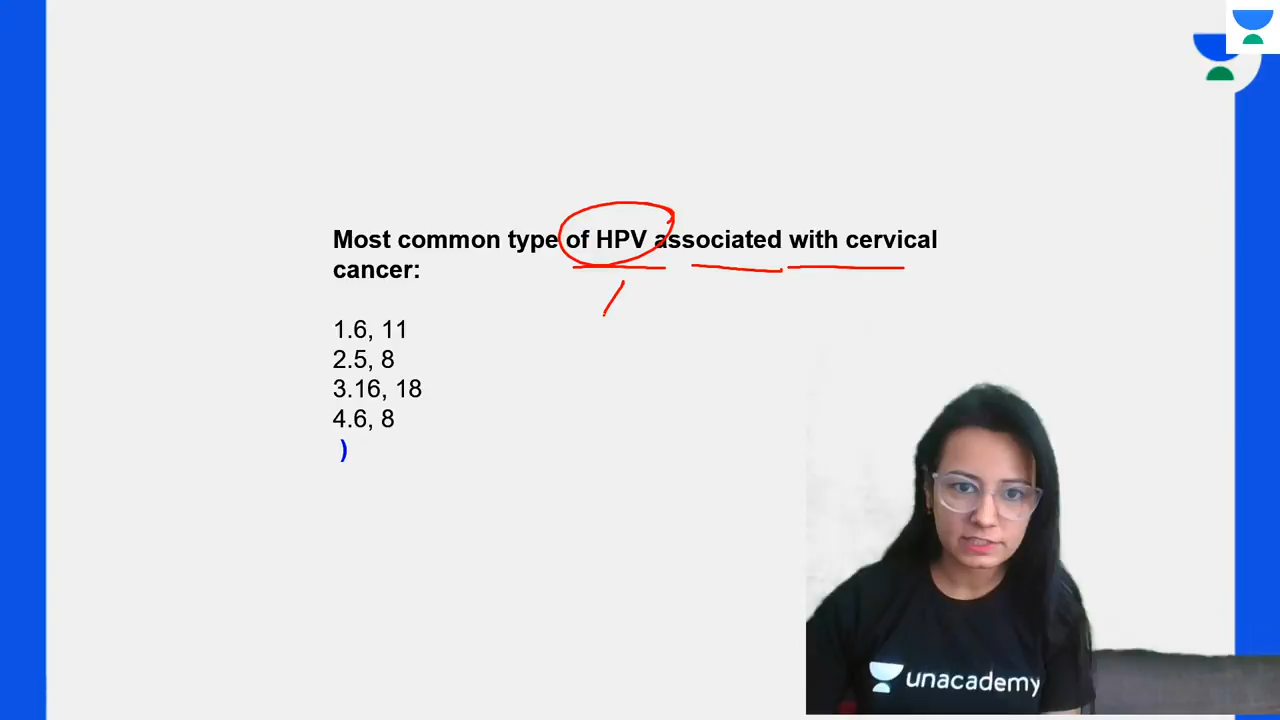 Most common type of HPV associated with cervical
cancer:
1.6, 11
2.5, 8
3.16, 18
4.6, 8
)
unacademy